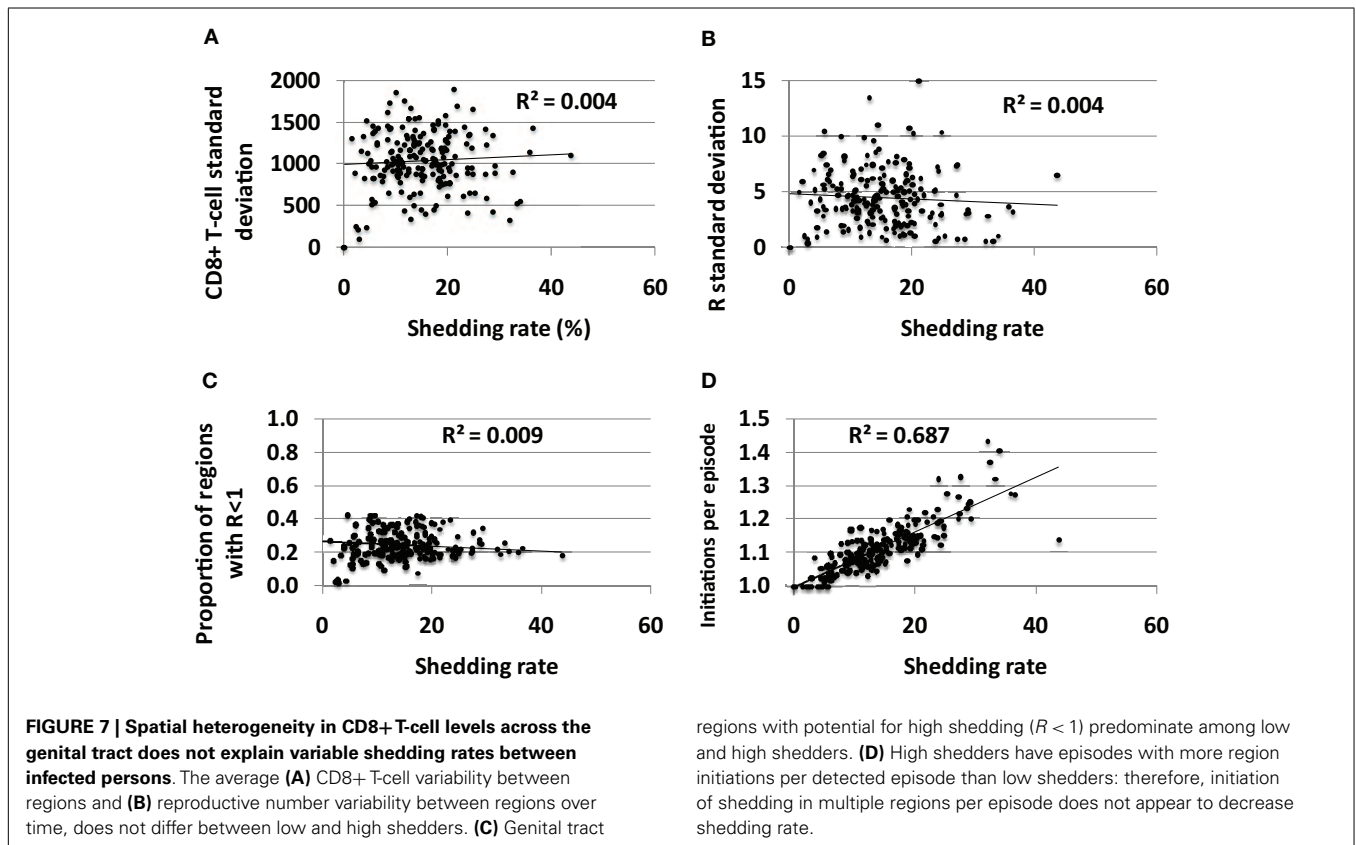 A
CD8+ T-cell standard
deviation
2000
1500
1000
500
0
R² = 0.004
0 20 40 60
Shedding rate (%)
B
R standard deviation
15
10
5
0
R² = 0.004
0 20 40 60
Shedding rate
C
Proportion of regions
with R<1
1.0
0.8
0.6
0.4
0.2
0.0
R² = 0.009
0 20 40 60
Shedding rate
D
Initiations per episode
1.5
1.4
1.3
1.2
1.1
1.0
R² = 0.687
0 20 40 60
Shedding rate
FIGURE 7 | Spatial heterogeneity in CD8+ T-cell levels across the
genital tract does not explain variable shedding rates between
infected persons. The average (A) CD8+ T-cell variability between
regions and (B) reproductive number variability between regions over
time, does not differ between low and high shedders. (C) Genital tract
regions with potential for high shedding (R < 1) predominate among low
and high shedders. (D) High shedders have episodes with more region
initiations per detected episode than low shedders: therefore, initiation
of shedding in multiple regions per episode does not appear to decrease
shedding rate.